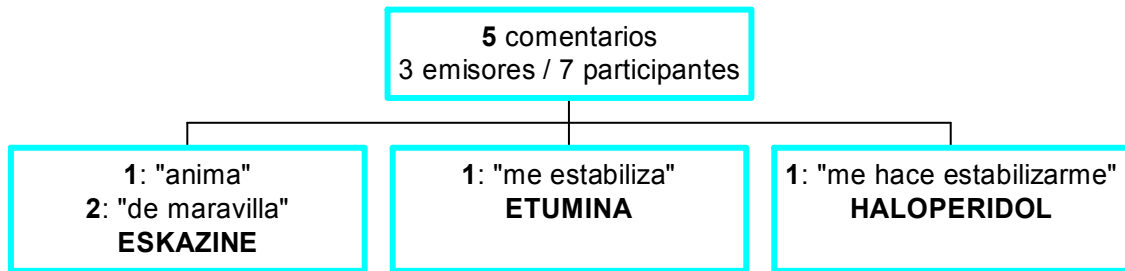 5 comentarios
3 emisores / 7 participantes
1: "anima"
2: "de maravilla"
ESKAZINE
1: "me estabiliza"
ETUMINA
1: "me hace estabilizarme"
HALOPERIDOL